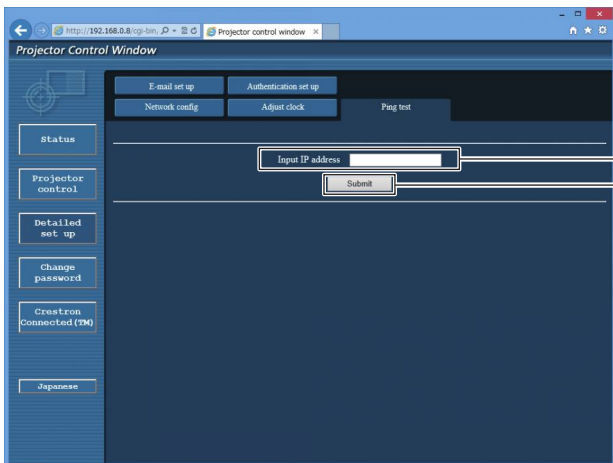 http://192.168.0.8/cgi-bin,
Projector control window
Projector Control Window
E-mail set up
Authentication set up
Network config
Adjust clock
Ping test
Status
Projector
control
Detailed
set up
Change
password
Crestron
Connected(TM)
Japanese
Input IP address
Submit